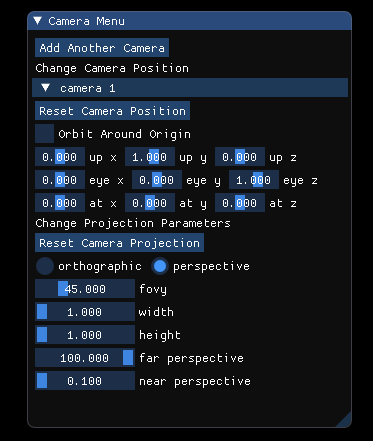 Camera Menu
Add Another Camera
Change Camera Position
camera 1
Reset Camera Position
Orbit Around Origin
0.000 up x 1.000 up y 0.000 up z
0.000 eye x 0.000 eye y 1.000 eye z
0.000 at x 0.000 at y 0.000 at z
Change Projection Parameters
Reset Camera Projection
orthographic perspective
45.000 fovy
1.000 width
1.000 height
100.000 far perspective
0.100 near perspective